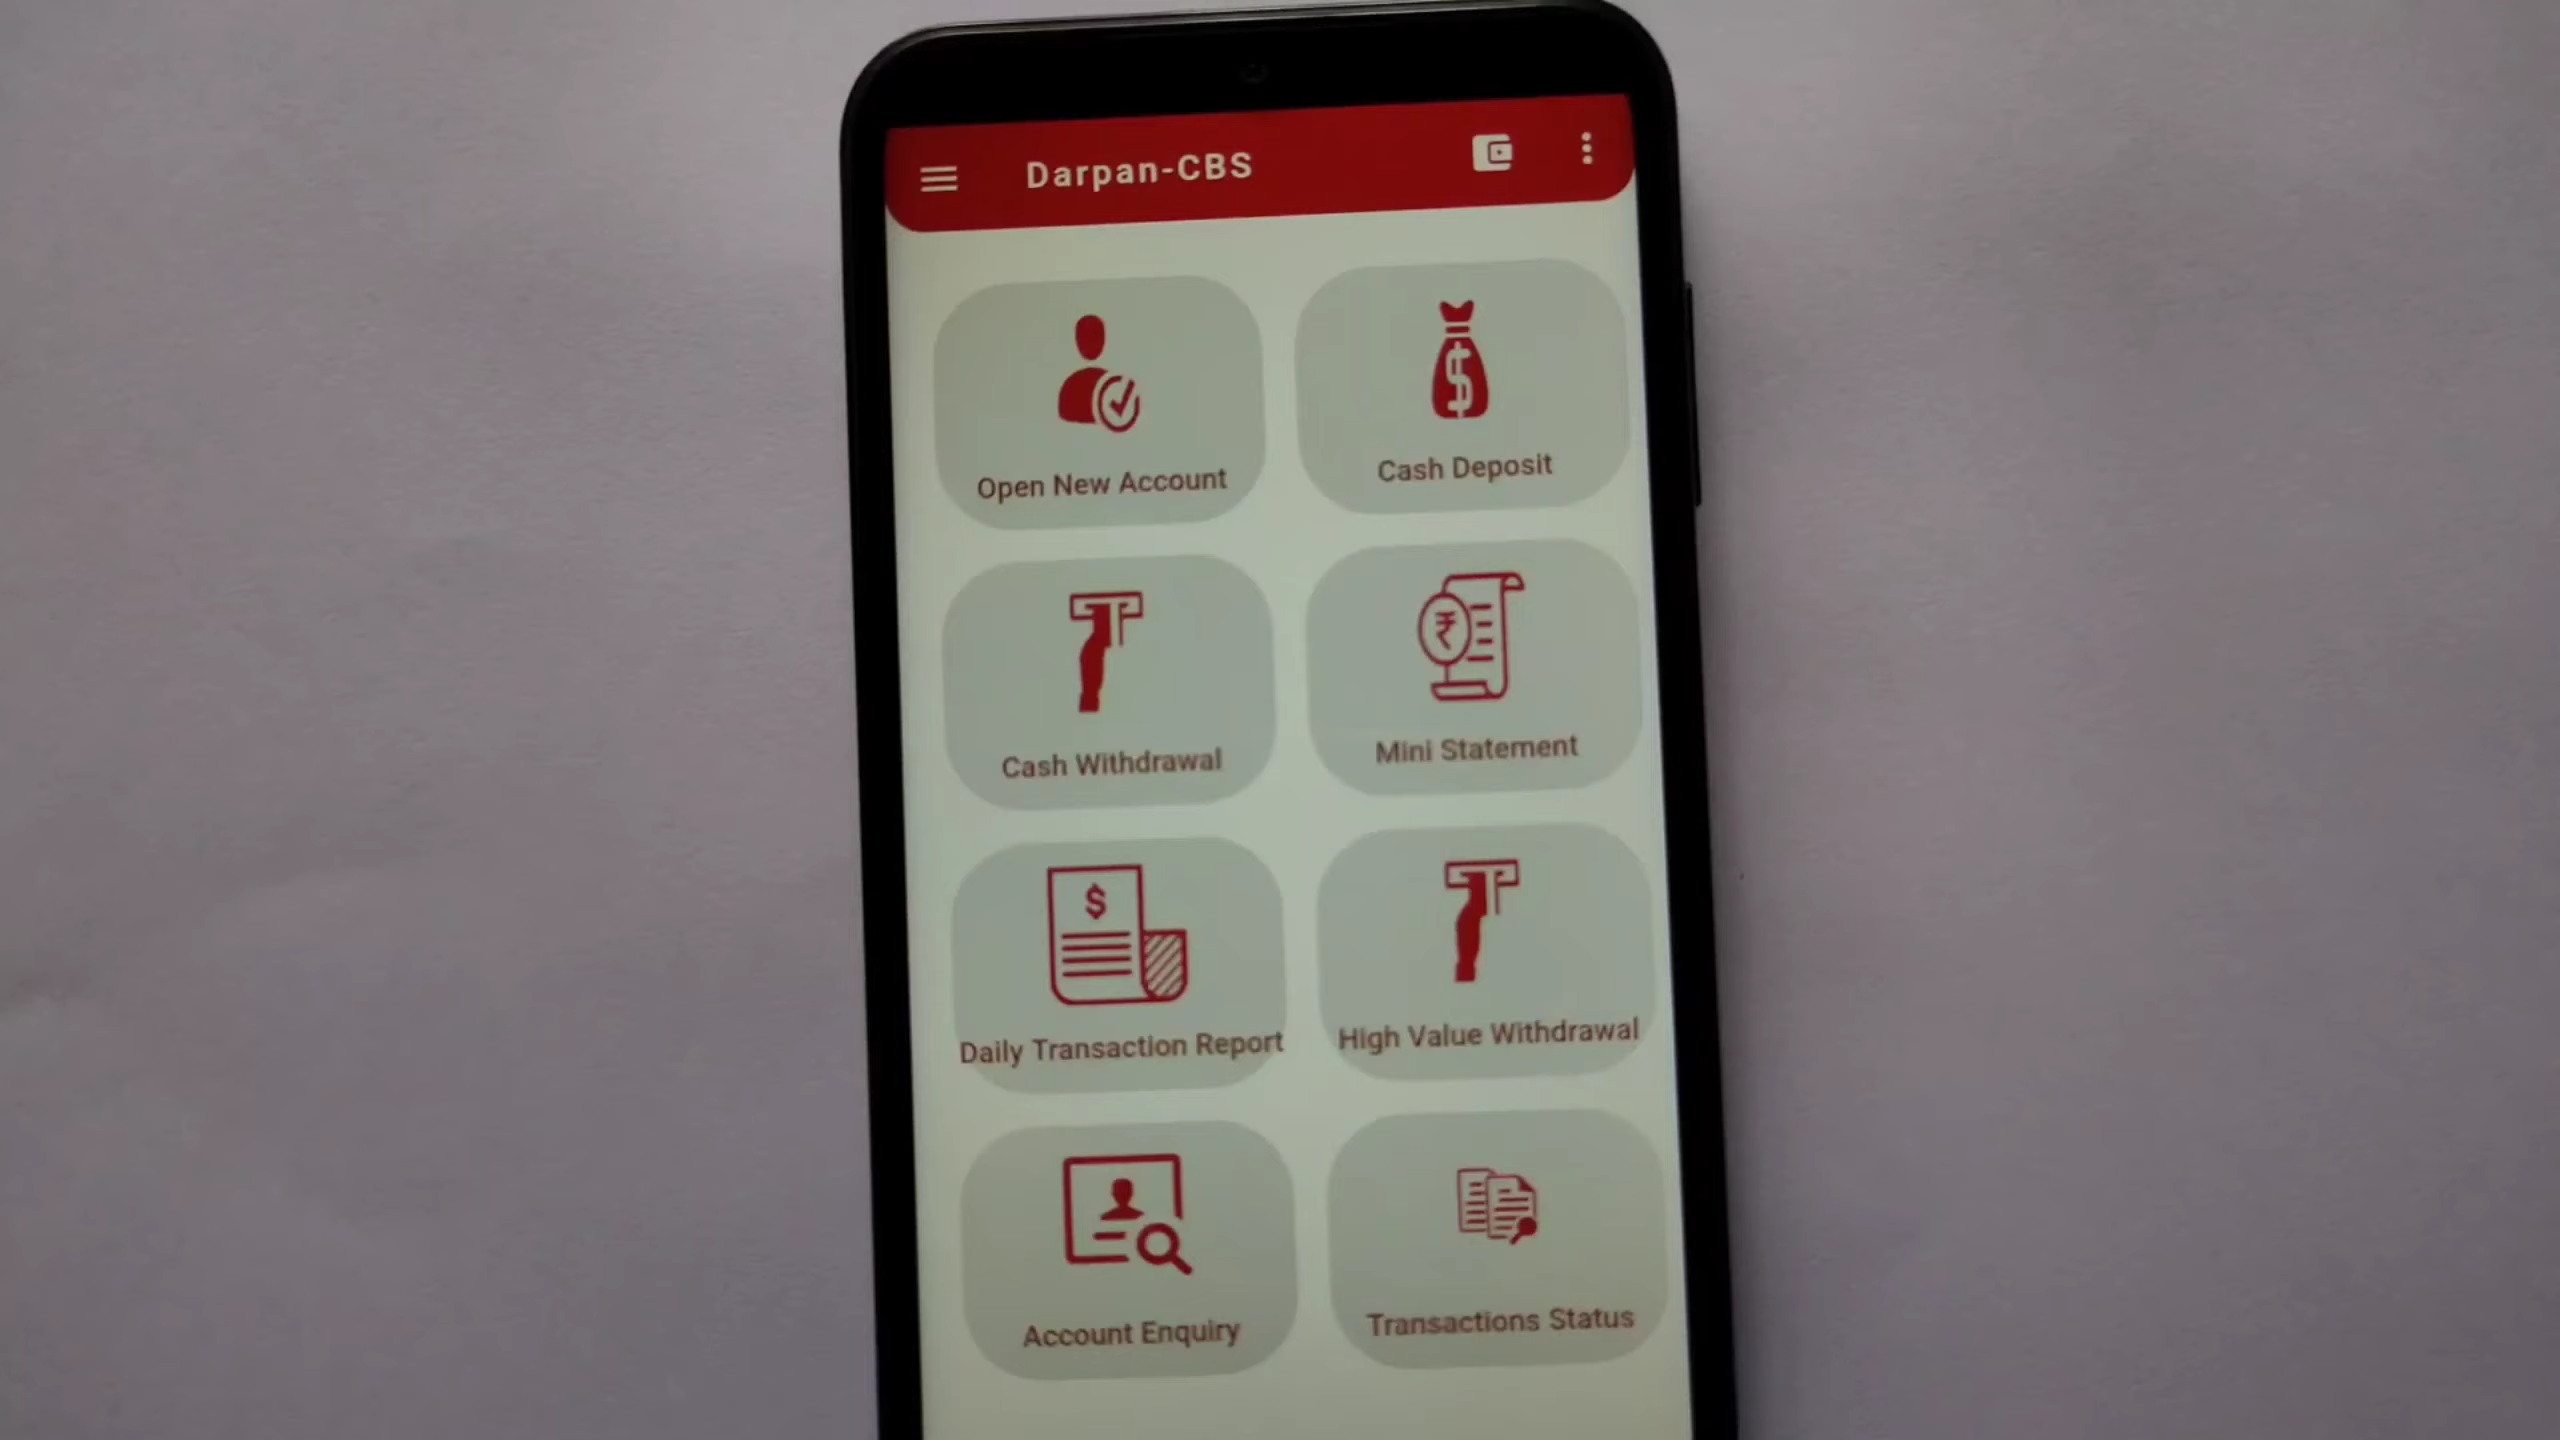 Darpan-CBS
Open New Account
Cash Deposit
Cash Withdrawal
Mini Statement
Daily Transaction Report
High Value Withdrawal
Account Enquiry
Transactions Status